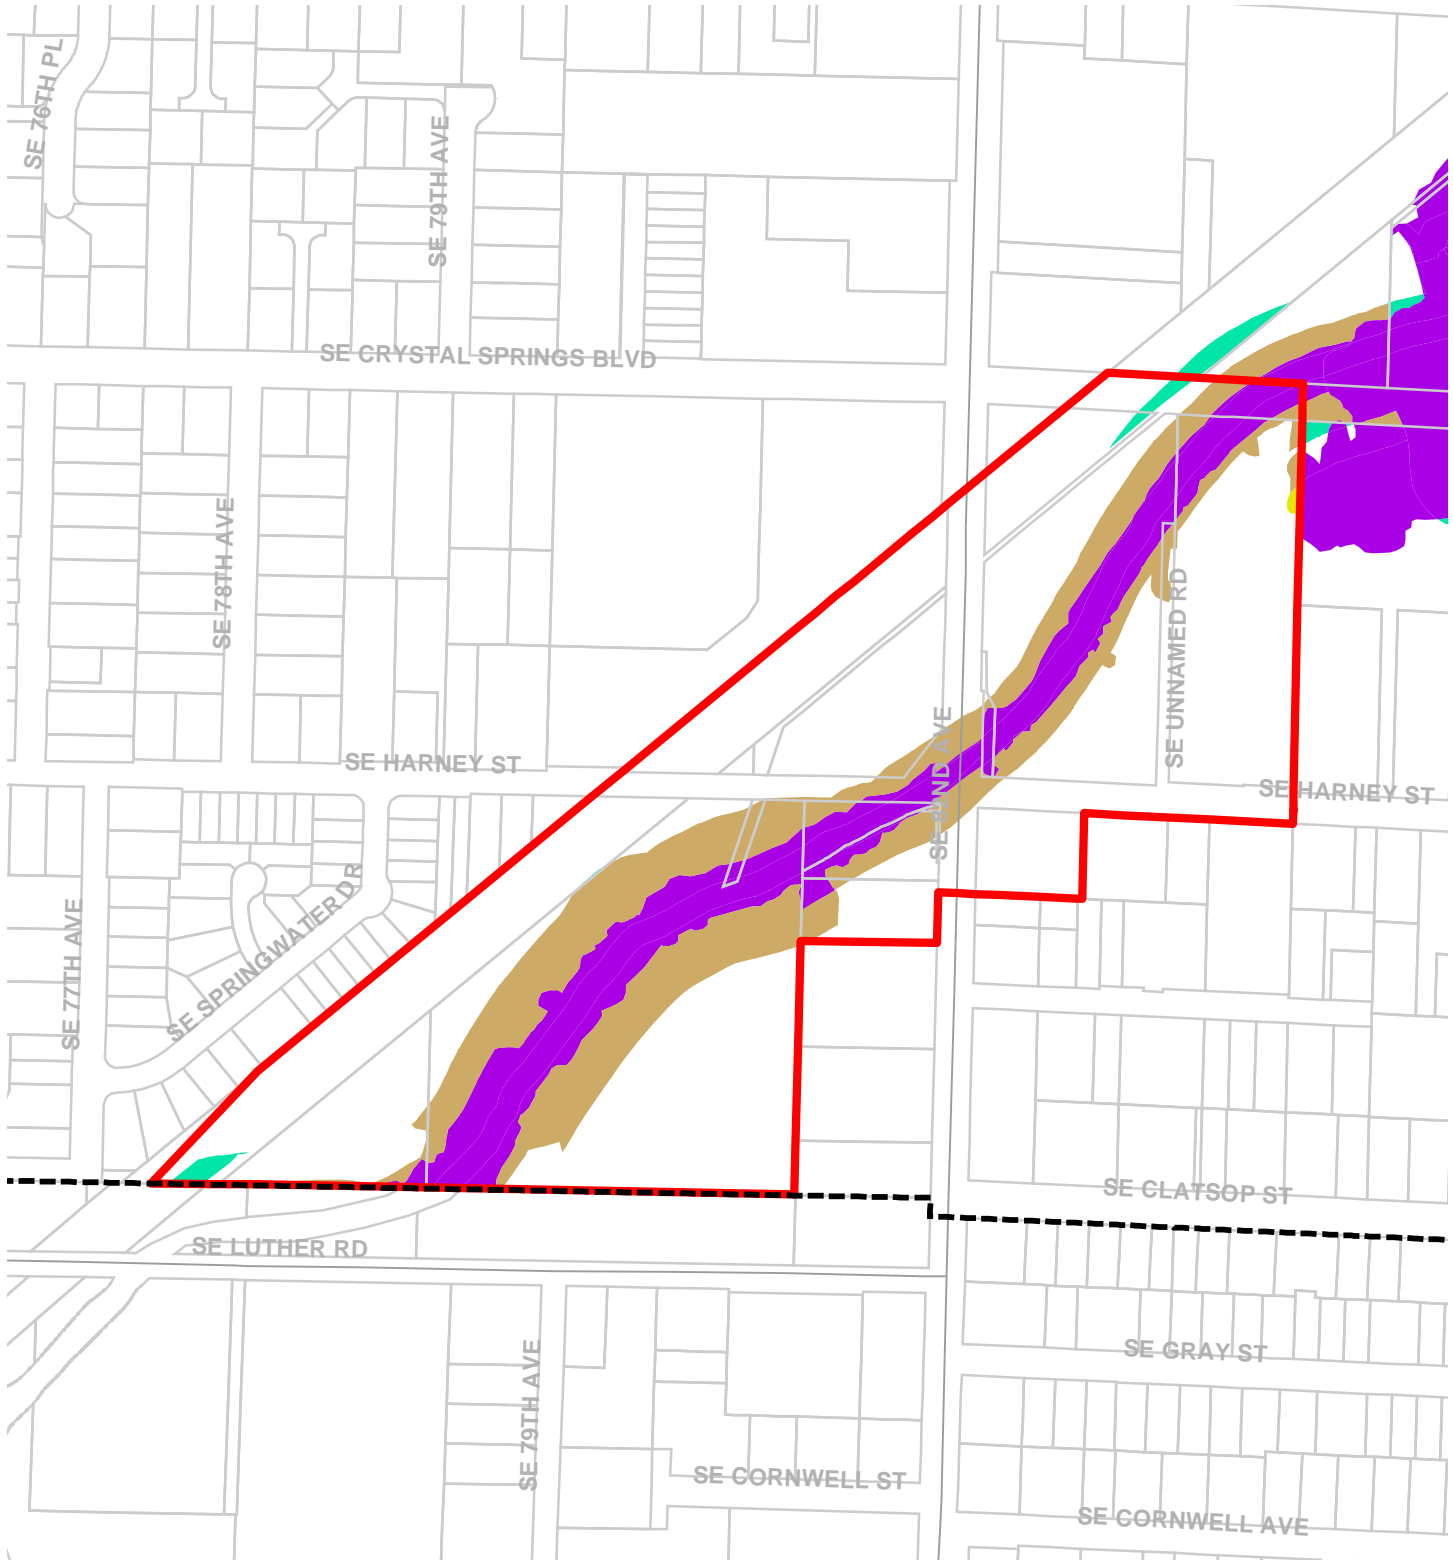 SE 76TH PL
SE 79TH AVE
SE CRYSTAL SPRINGS BLVD
SE 78TH AVE
SE UNNAMED RD
SE HARNEY ST
SE 82ND AVE
SE HARNEY ST
SE SPRINGWATER DR
SE 77TH AVE
SE CLATSOP ST
SE LUTHER RD
SE GRAY ST
SE 79TH AVE
SE CORNWELL ST
SE CORNWELL AVE